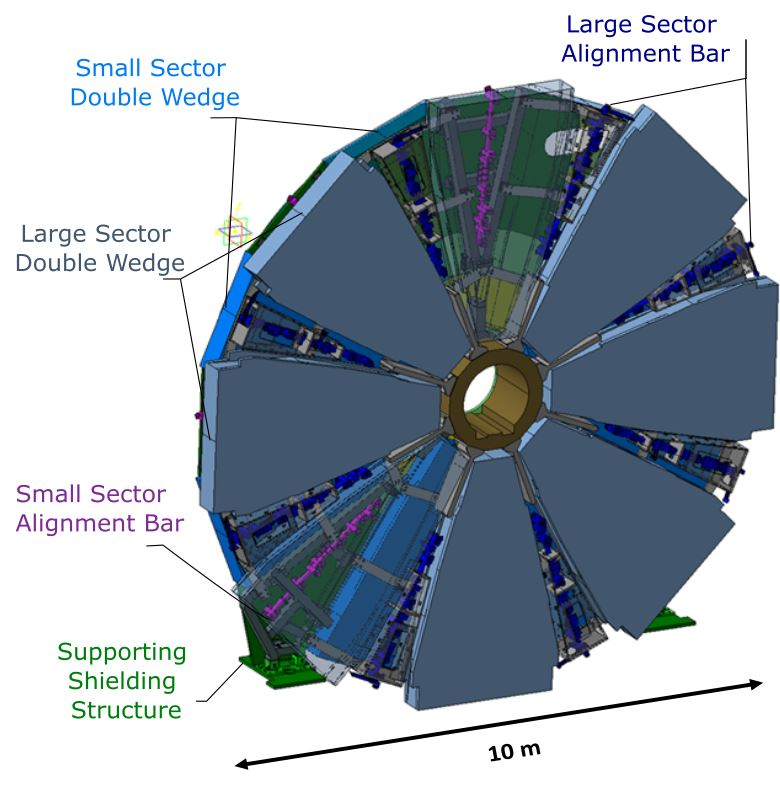 Large Sector
Alignment Bar
Small Sector
Double Wedge
Large Sector
Double Wedge
Small Sector
Alignment Bar
Supporting
Shielding
Structure
10 m